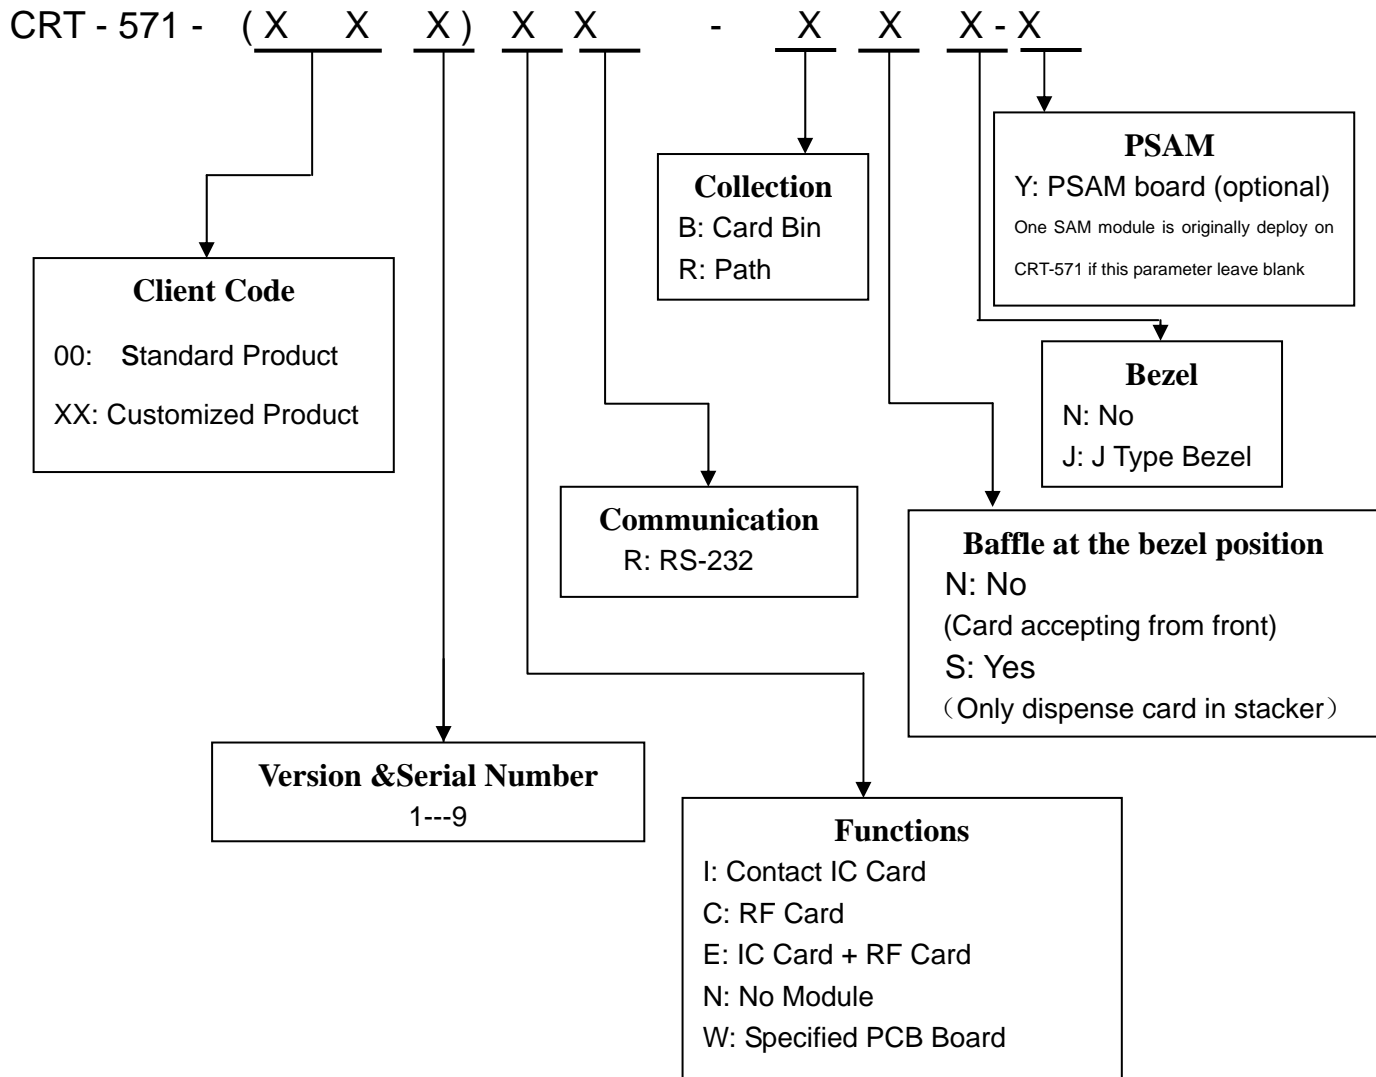 CRT - 571 - (X X X) X X - X X X - X
PSAM
Y: PSAM board (optional)
One SAM module is originally deploy on
CRT-571 if this parameter leave blank
Collection
B: Card Bin
R: Path
Client Code
00: Standard Product
XX: Customized Product
Bezel
N: No
J: J Type Bezel
Communication
R: RS-232
Baffle at the bezel position
N: No
(Card accepting from front)
S: Yes
（Only dispense card in stacker）
Version &Serial Number
1---9
Functions
I: Contact IC Card
C: RF Card
E: IC Card + RF Card
N: No Module
W: Specified PCB Board